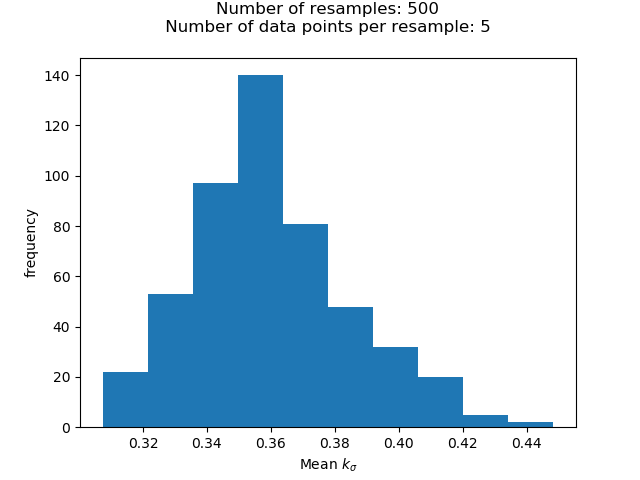 Number of resamples: 500
Number of data points per resample: 5
140
120
100
80
60
40
20
0
frequency
0.32 0.34 0.36 0.38 0.40 0.42 0.44
Mean kσ